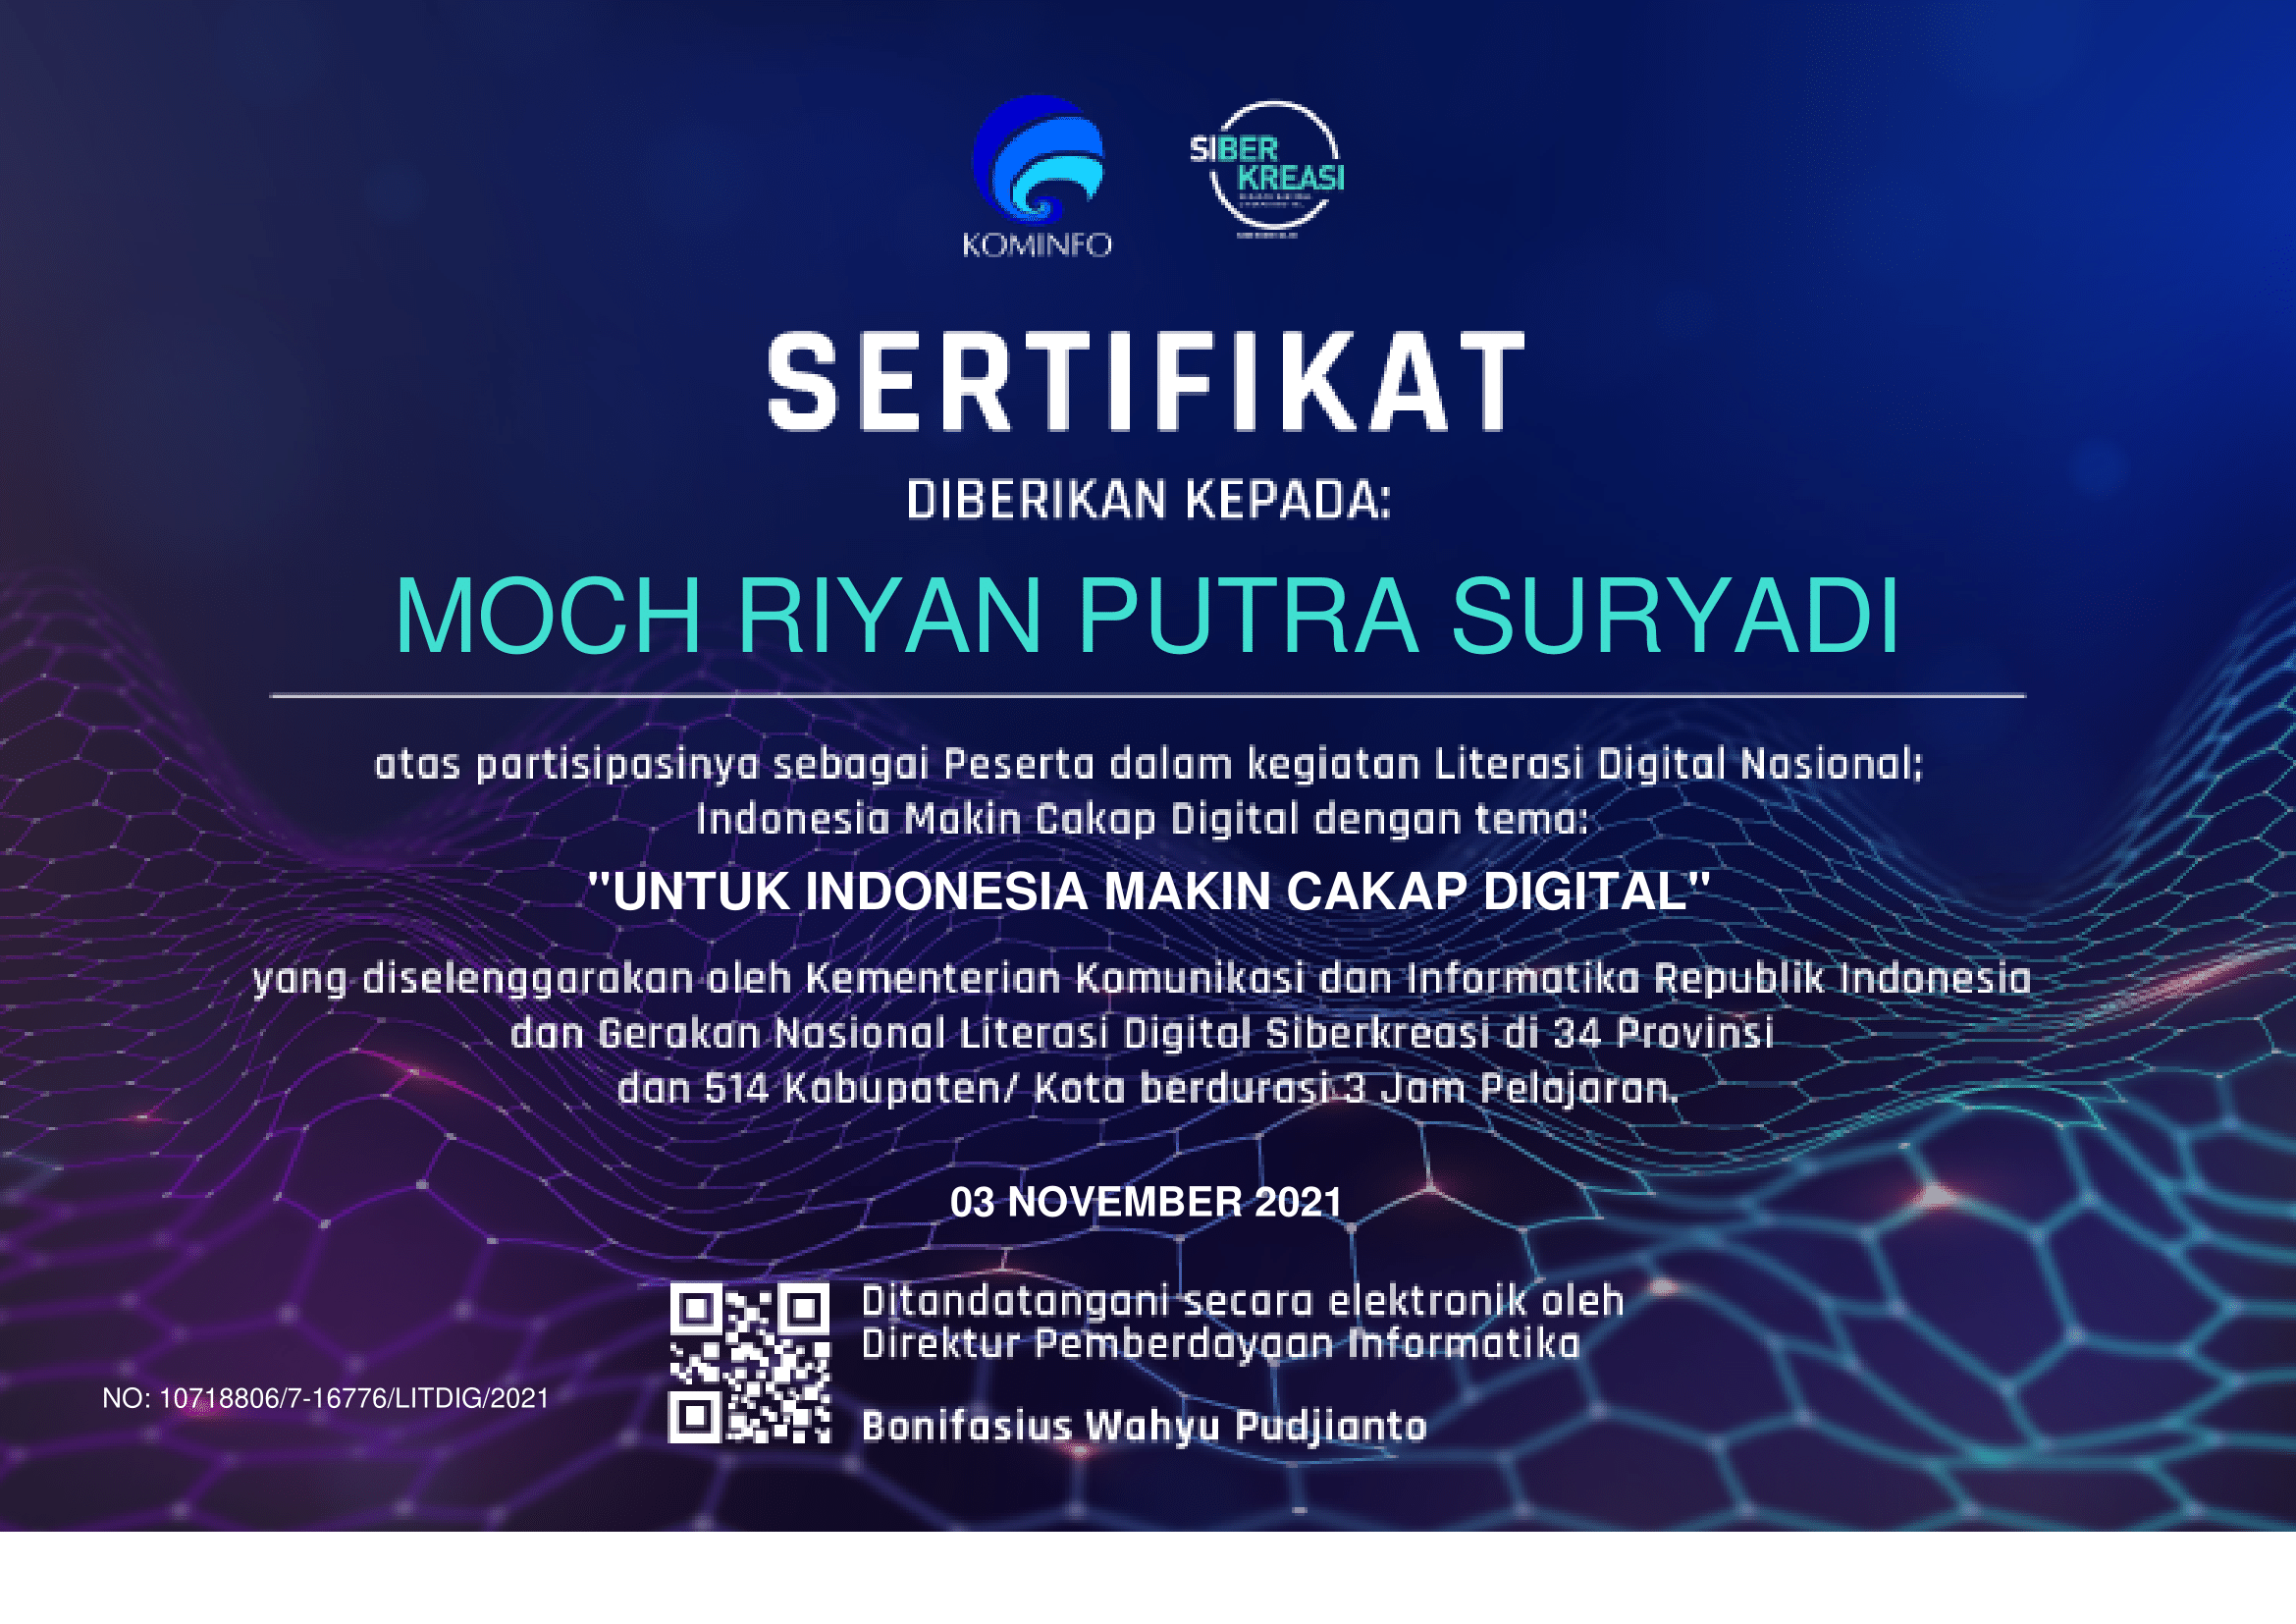 KOMINFO
SIBER
KREASI
SERTIFIKAT
DIBERIKAN KEPADA:
MOCH RIYAN PUTRA SURYADI
atas partisipasinya sebagai Peserta dalam kegiatan Literasi Digital Nasional;
Indonesia Makin Cakap Digital dengan tema:
"UNTUK INDONESIA MAKIN CAKAP DIGITAL"
yang diselenggarakan oleh Kementerian Komunikasi dan Informatika Republik Indonesia
dan Gerakan Nasional Literasi Digital Siberkreasi di 34 Provinsi
dan 514 Kabupaten/ Kota berdurasi 3 Jam Pelajaran.
03 NOVEMBER 2021
Ditandatangani secara elektronik oleh
Direktur Pemberdayaan Informatika
NO: 10718806/7-16776/LITDIG/2021
Bonifasius Wahyu Pudjianto